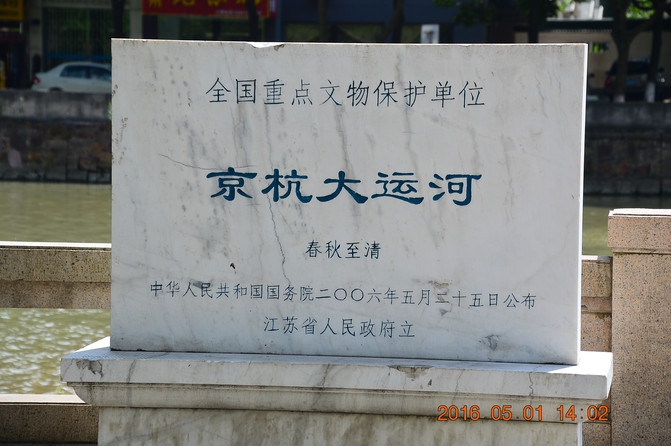 全国重点文物保护单位
京杭大运河
春秋至清
中华人民共和国国务院二〇〇六年五月二十五日公布
江苏省人民政府立
2016.05.01 14:02